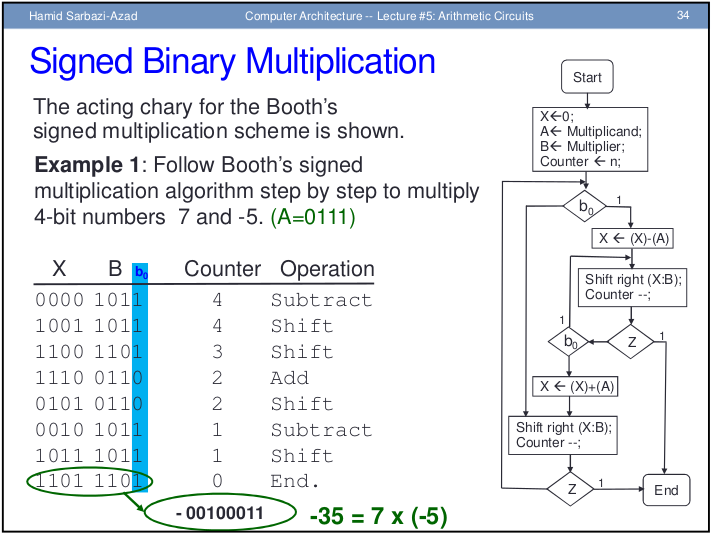 Hamid Sarbazi-Azad
Computer Architecture -- Lecture #5: Arithmetic Circuits
34
Signed Binary Multiplication
The acting chary for the Booth's
signed multiplication scheme is shown.
Example 1: Follow Booth's signed
multiplication algorithm step by step to multiply
4-bit numbers 7 and -5. (A=0111)
X B b0 Counter Operation
0000 1011 4 Subtract
1001 1011 4 Shift
1100 1101 3 Shift
1110 0110 2 Add
0101 0110 2 Shift
0010 1011 1 Subtract
1011 1011 1 Shift
1101 1101 0 End.
- 00100011
-35 = 7 x (-5)
Start
X←0;
A← Multiplicand;
B← Multiplier;
Counter ← n;
b0
1
X ← (X)-(A)
Shift right (X:B);
Counter --;
1
b0
Z
1
X ← (X)+(A)
Shift right (X:B);
Counter --;
Z
1
End